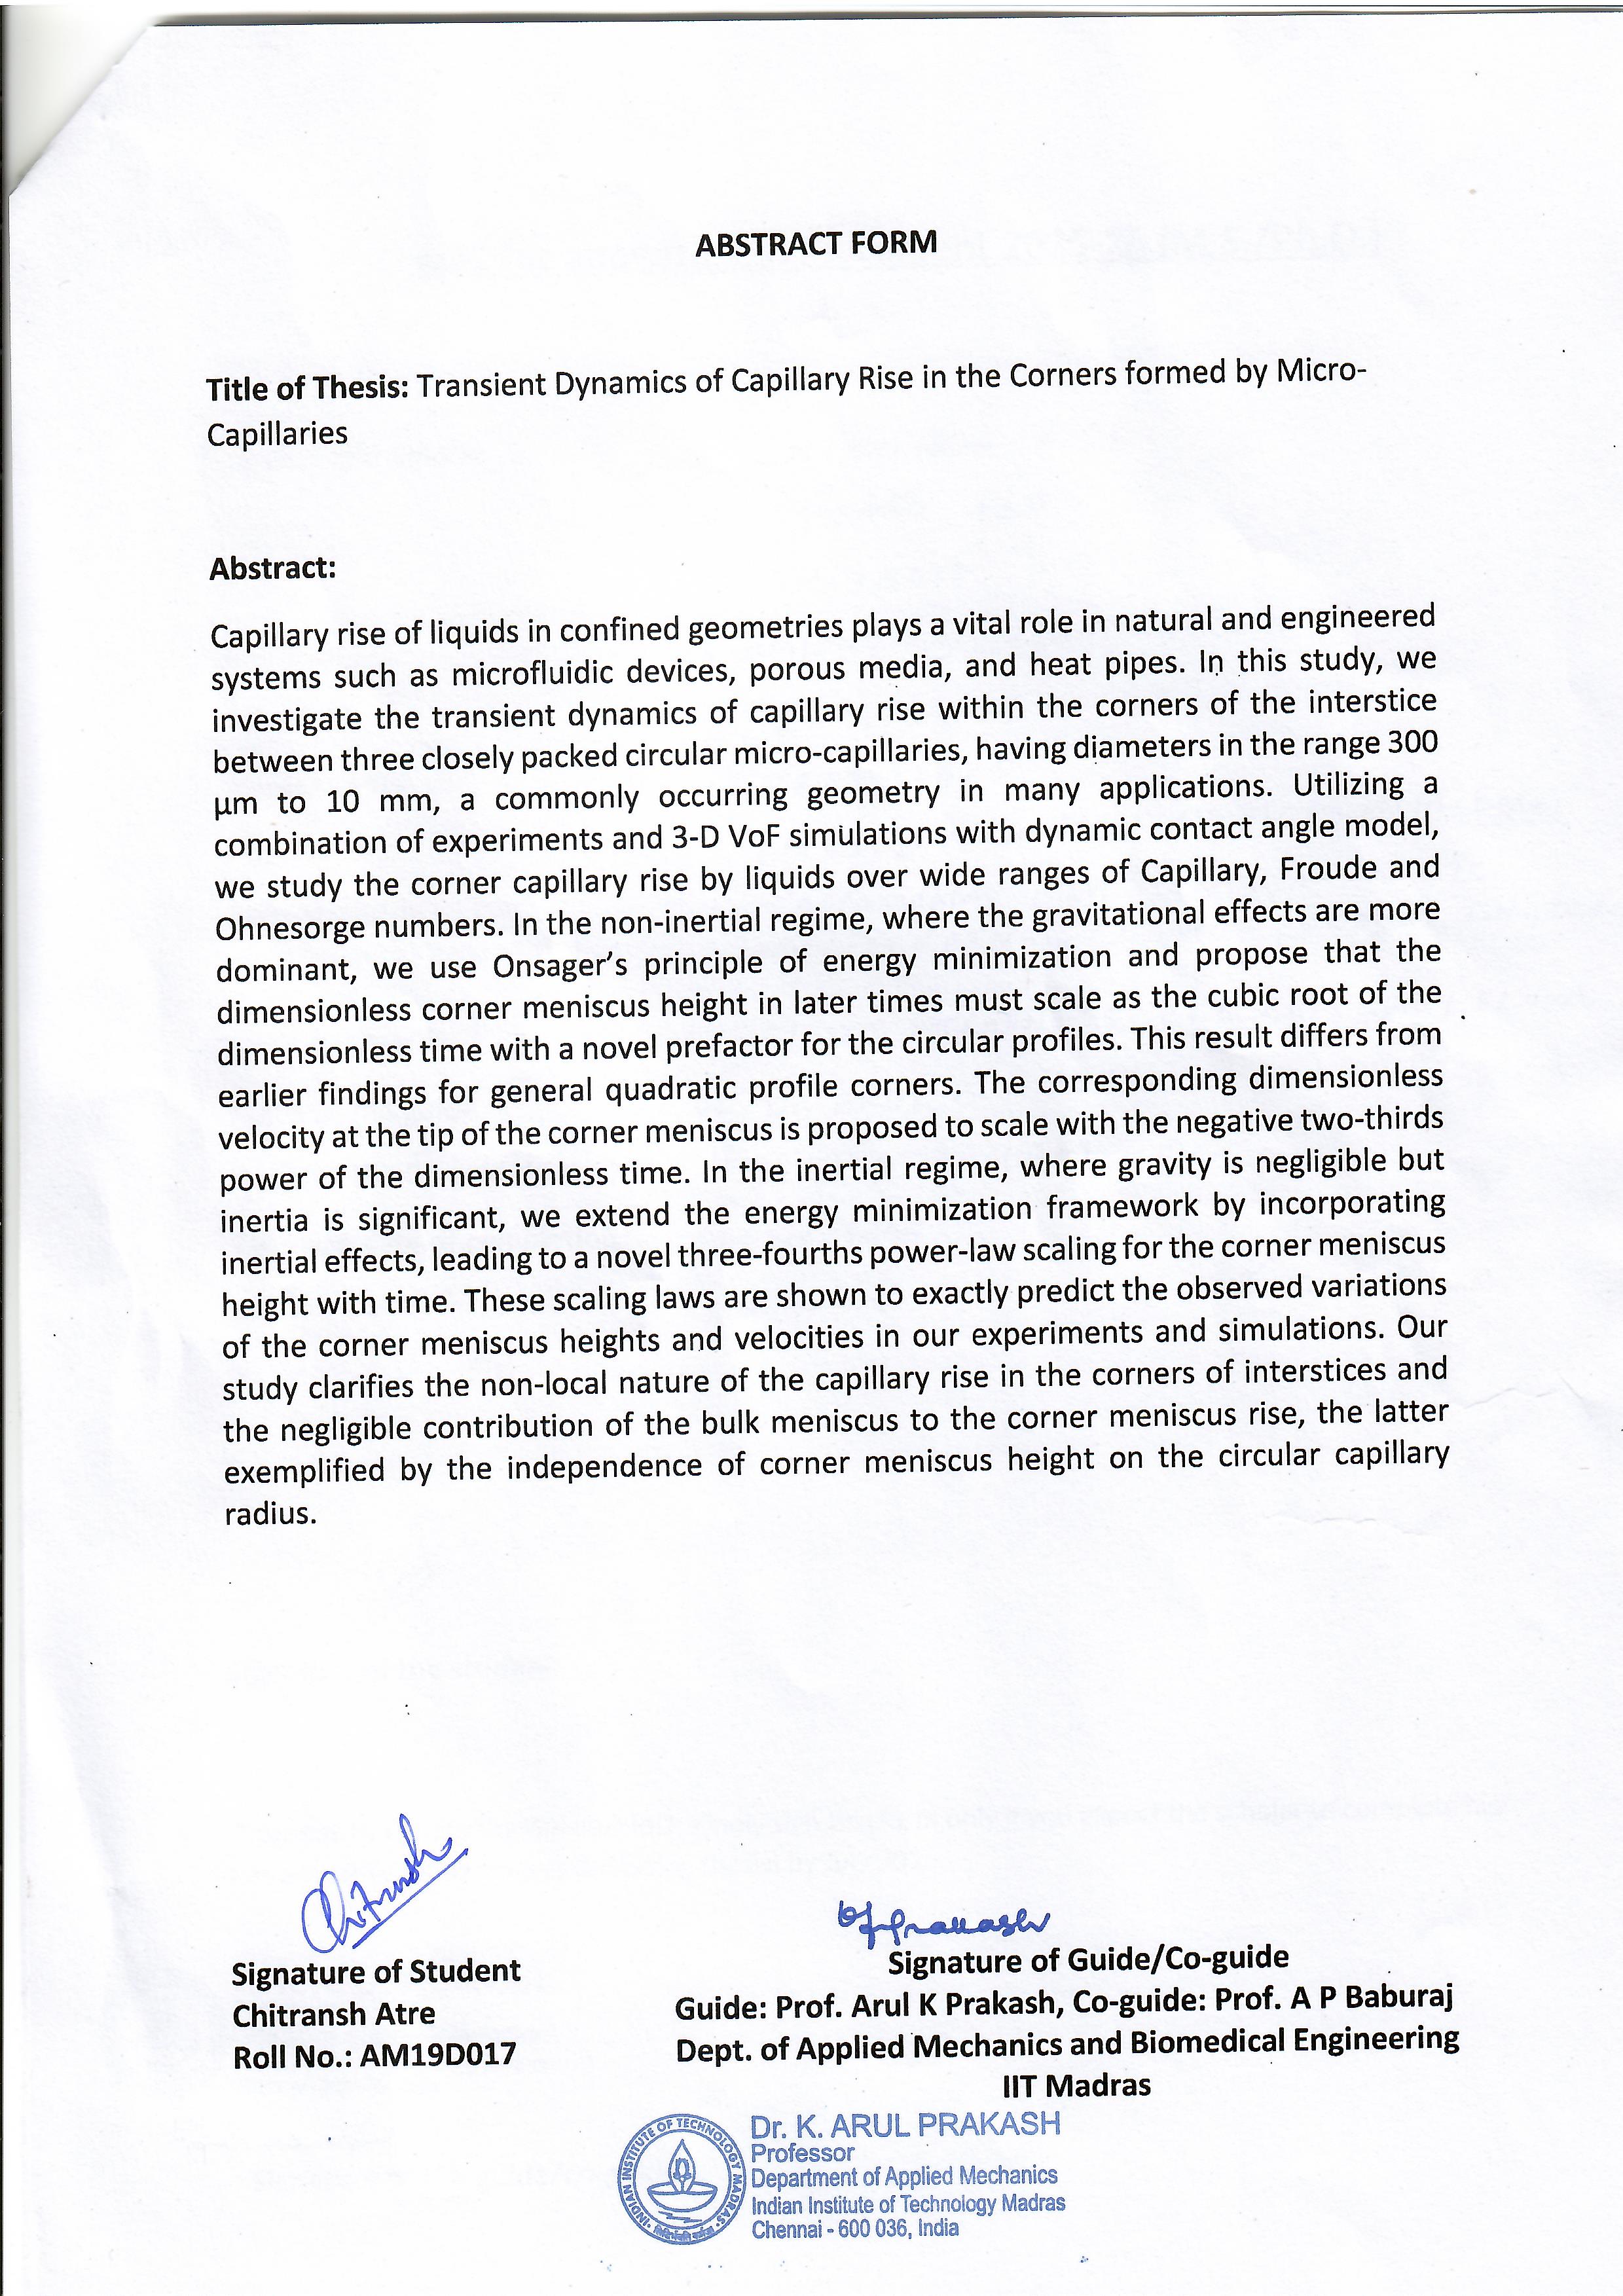 ABSTRACT FORM
Title of Thesis: Transient Dynamics of Capillary Rise in the Corners formed by Micro-
Capillaries
Abstract:
Capillary rise of liquids in confined geometries plays a vital role in natural and engineered
systems such as microfluidic devices, porous media, and heat pipes. In this study, we
investigate the transient dynamics of capillary rise within the corners of the interstice
between three closely packed circular micro-capillaries, having diameters in the range 300
µm to 10 mm, a commonly occurring geometry in many applications. Utilizing a
combination of experiments and 3-D VoF simulations with dynamic contact angle model,
we study the corner capillary rise by liquids over wide ranges of Capillary, Froude and
Ohnesorge numbers. In the non-inertial regime, where the gravitational effects are more
dominant, we use Onsager's principle of energy minimization and propose that the
dimensionless corner meniscus height in later times must scale as the cubic root of the
dimensionless time with a novel prefactor for the circular profiles. This result differs from
earlier findings for general quadratic profile corners. The corresponding dimensionless
velocity at the tip of the corner meniscus is proposed to scale with the negative two-thirds
power of the dimensionless time. In the inertial regime, where gravity is negligible but
inertia is significant, we extend the energy minimization framework by incorporating
inertial effects, leading to a novel three-fourths power-law scaling for the corner meniscus
height with time. These scaling laws are shown to exactly predict the observed variations
of the corner meniscus heights and velocities in our experiments and simulations. Our
study clarifies the non-local nature of the capillary rise in the corners of interstices and
the negligible contribution of the bulk meniscus to the corner meniscus rise, the latter
exemplified by the independence of corner meniscus height on the circular capillary
radius.
Chitransh
Signature of Student
Chitransh Atre
Roll No.: AM19D017
Prakash
Signature of Guide/Co-guide
Guide: Prof. Arul K Prakash, Co-guide: Prof. A P Baburaj
Dept. of Applied Mechanics and Biomedical Engineering
IIT Madras
INDIAN INSTITUTE OF TECHNOLOGY MADRAS
Dr. K. ARUL PRAKASH
Professor
Department of Applied Mechanics
Indian Institute of Technology Madras
Chennai - 600 036, India